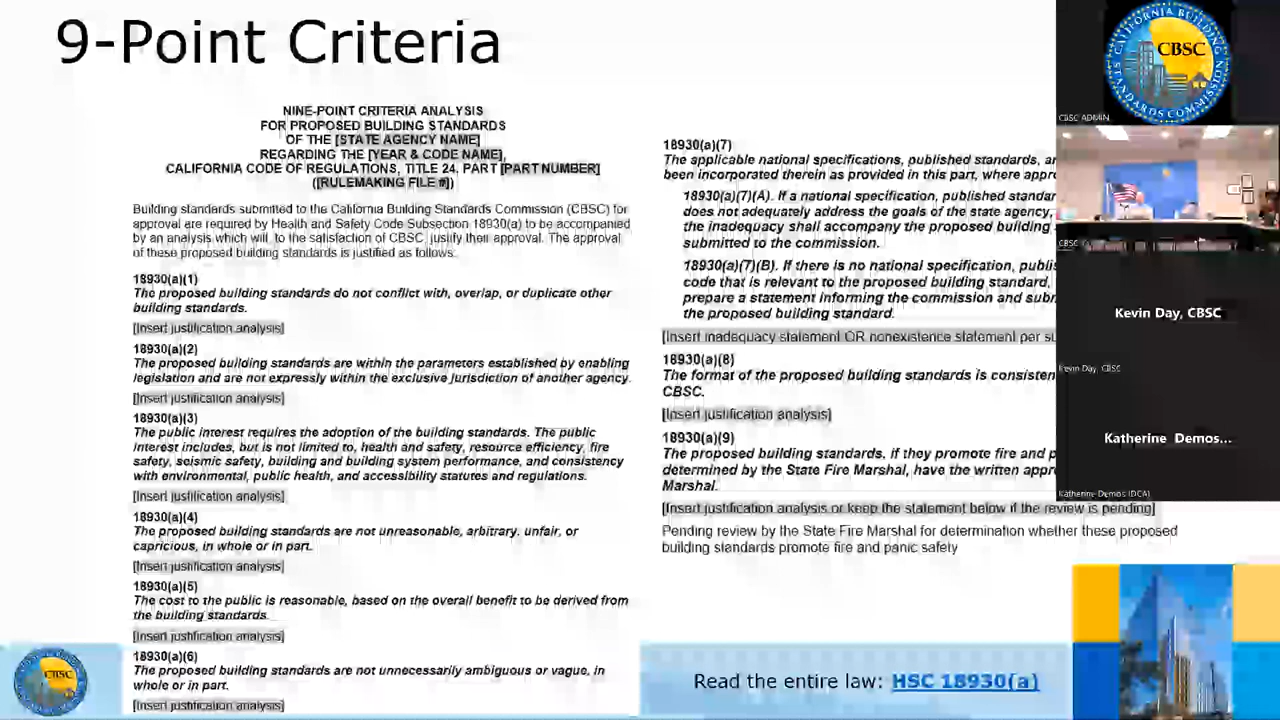 9-Point Criteria
NINE-POINT CRITERIA ANALYSIS
FOR PROPOSED BUILDING STANDARDS
OF THE [STATE AGENCY NAME]
REGARDING THE [YEAR & CODE NAME],
CALIFORNIA CODE OF REGULATIONS, TITLE 24, PART [PART NUMBER]
([RULEMAKING FILE #])
Building standards submitted to the California Building Standards Commission (CBSC) for
approval are required by Health and Safety Code Subsection 18930(a) to be accompanied
by an analysis which will, to the satisfaction of CBSC, justify their approval. The approval
of these proposed building standards is justified as follows:
18930(a)(1)
The proposed building standards do not conflict with, overlap, or duplicate other
building standards.
[Insert justification analysis]
18930(a)(2)
The proposed building standards are within the parameters established by enabling
legislation and are not expressly within the exclusive jurisdiction of another agency.
[Insert justification analysis]
18930(a)(3)
The public interest requires the adoption of the building standards. The public
interest includes, but is not limited to, health and safety, resource efficiency, fire
safety, seismic safety, building and building system performance, and consistency
with environmental, public health, and accessibility statutes and regulations.
[Insert justification analysis]
18930(a)(4)
The proposed building standards are not unreasonable, arbitrary, unfair, or
capricious, in whole or in part.
[Insert justification analysis]
18930(a)(5)
The cost to the public is reasonable, based on the overall benefit to be derived from
the building standards.
[Insert justification analysis]
18930(a)(6)
The proposed building standards are not unnecessarily ambiguous or vague, in
whole or in part.
[Insert justification analysis]
18930(a)(7)
The applicable national specifications, published standards, an
been incorporated therein as provided in this part, where appr
18930(a)(7)(A). If a national specification, published standar
does not adequately address the goals of the state agency,
the inadequacy shall accompany the proposed building
submitted to the commission.
18930(a)(7)(B). If there is no national specification, publi
code that is relevant to the proposed building standard,
prepare a statement informing the commission and subm
the proposed building standard.
[Insert inadequacy statement OR nonexistence statement per su
18930(a)(8)
The format of the proposed building standards is consisten
CBSC.
[Insert justification analysis]
18930(a)(9)
The proposed building standards, if they promote fire and p
determined by the State Fire Marshal, have the written appr
Marshal.
[Insert justification analysis or keep the statement below if the review is pending]
Pending review by the State Fire Marshal for determination whether these proposed
building standards promote fire and panic safety
Read the entire law: HSC 18930(a)
CBSC
CALIFORNIA BUILDING
STANDARDS COMMISSION
CBSC
CBSC ADMIN
CBSC
Kevin Day, CBSC
Kevin Day, CBSC
Katherine Demos...
Katherine Demos (DCA)